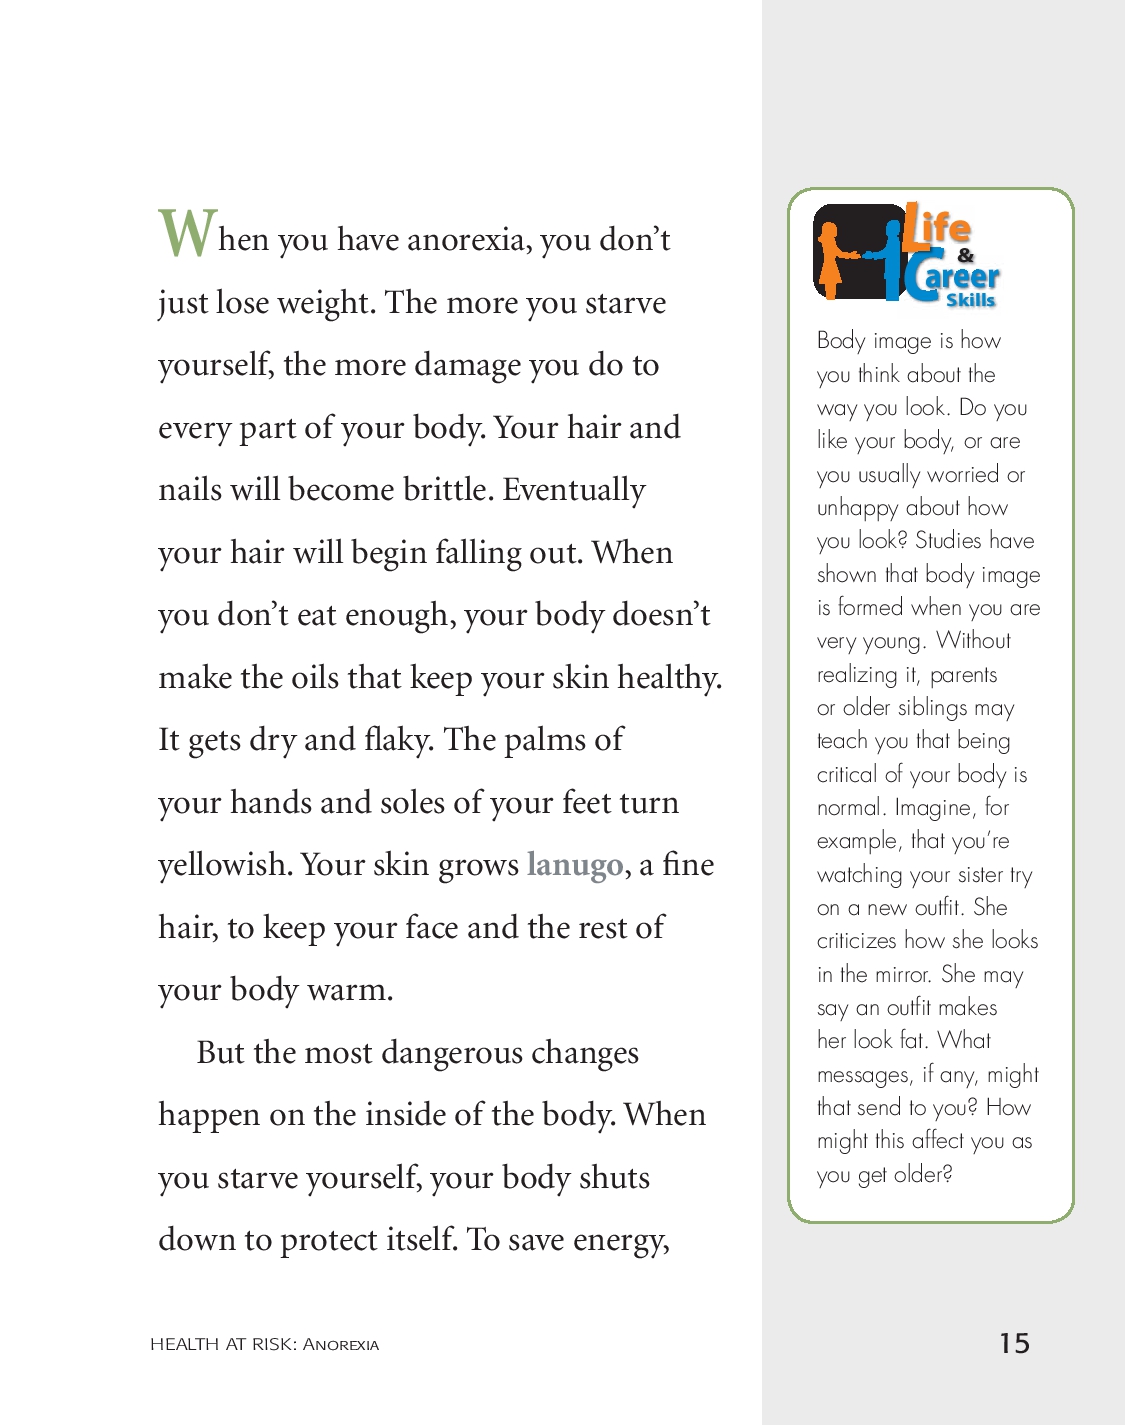 When you have anorexia, you don’t
just lose weight. The more you starve
yourself, the more damage you do to
every part of your body. Your hair and
nails will become brittle. Eventually
your hair will begin falling out. When
you don’t eat enough, your body doesn’t
make the oils that keep your skin healthy.
It gets dry and flaky. The palms of
your hands and soles of your feet turn
yellowish. Your skin grows lanugo, a fine
hair, to keep your face and the rest of
your body warm.
But the most dangerous changes
happen on the inside of the body. When
you starve yourself, your body shuts
down to protect itself. To save energy,
Life
&
Career
Skills
Body image is how
you think about the
way you look. Do you
like your body, or are
you usually worried or
unhappy about how
you look? Studies have
shown that body image
is formed when you are
very young. Without
realizing it, parents
or older siblings may
teach you that being
critical of your body is
normal. Imagine, for
example, that you’re
watching your sister try
on a new outfit. She
criticizes how she looks
in the mirror. She may
say an outfit makes
her look fat. What
messages, if any, might
that send to you? How
might this affect you as
you get older?
HEALTH AT RISK: ANOREXIA
15